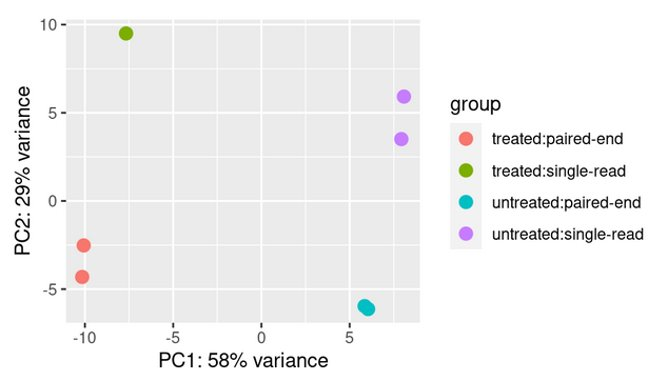 10
5
0
-5
PC2: 29% variance
-10
-5
0
5
PC1: 58% variance
group
treated:paired-end
treated:single-read
untreated:paired-end
untreated:single-read